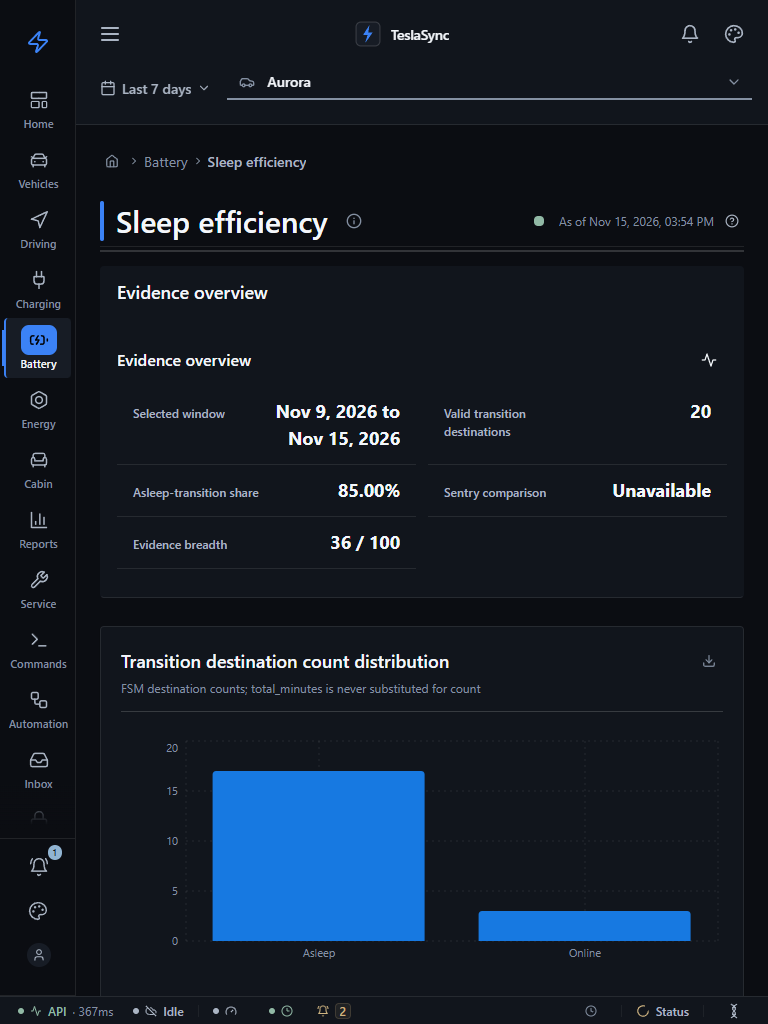 TeslaSync
Last 7 days
Aurora
Home
Vehicles
Driving
Charging
Battery
Energy
Cabin
Reports
Service
Commands
Automation
Inbox
1
Battery
Sleep efficiency
Sleep efficiency
As of Nov 15, 2026, 03:54 PM
Evidence overview
Evidence overview
Selected window
Nov 9, 2026 to
Nov 15, 2026
Valid transition
destinations
20
Asleep-transition share
85.00%
Sentry comparison
Unavailable
Evidence breadth
36 / 100
Transition destination count distribution
FSM destination counts; total_minutes is never substituted for count
20
15
10
5
0
Asleep
Online
API · 367ms
Idle
2
Status